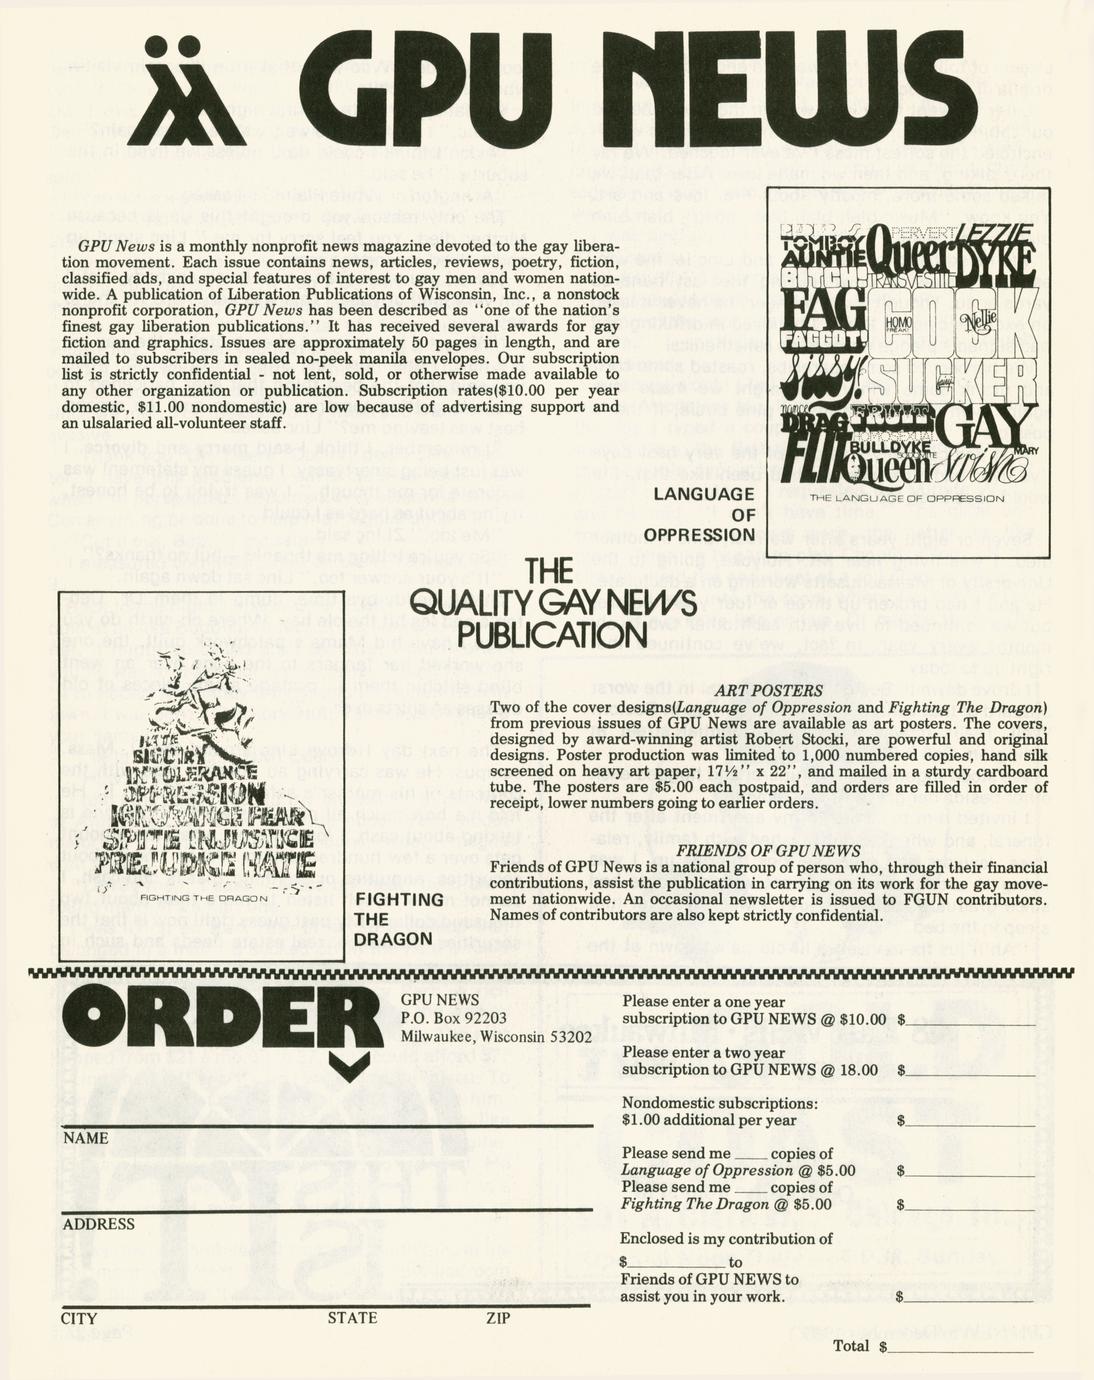 GPU NEWS
GPU News is a monthly nonprofit news magazine devoted to the gay libera-
tion movement. Each issue contains news, articles, reviews, poetry, fiction,
classified ads, and special features of interest to gay men and women nation-
wide. A publication of Liberation Publications of Wisconsin, Inc., a nonstock
nonprofit corporation, GPU News has been described as "one of the nation's
finest gay liberation publications." It has received several awards for gay
fiction and graphics. Issues are approximately 50 pages in length, and are
mailed to subscribers in sealed no-peek manila envelopes. Our subscription
list is strictly confidential - not lent, sold, or otherwise made available to
any other organization or publication. Subscription rates($10.00 per year
domestic, $11.00 nondomestic) are low because of advertising support and
an ulsalaried all-volunteer staff.
PERVERT LEZZIE
TOMBOY
AUNTIE Queer DYKE
BITCH! TRANSVESTITE
FAG HOMO COCK Nellie
FAGGOT!
sissy! SUCKER
nance
DRAG FRUIT GAY
HOMOSEXUAL
BULLDYKE MARY
SODOMITE
FLIT Queen Swish
THE LANGUAGE OF OPPRESSION
LANGUAGE
OF
OPPRESSION
THE
QUALITY GAY NEWS
PUBLICATION
HATE
BIGOTRY
INTOLERANCE
OPPRESSION
IGNORANCE FEAR
SPITE INJUSTICE
PREJUDICE HATE
FIGHTING THE DRAGON
FIGHTING
THE
DRAGON
ART POSTERS
Two of the cover designs(Language of Oppression and Fighting The Dragon)
from previous issues of GPU News are available as art posters. The covers,
designed by award-winning artist Robert Stocki, are powerful and original
designs. Poster production was limited to 1,000 numbered copies, hand silk
screened on heavy art paper, 17½" x 22", and mailed in a sturdy cardboard
tube. The posters are $5.00 each postpaid, and orders are filled in order of
receipt, lower numbers going to earlier orders.
FRIENDS OF GPU NEWS
Friends of GPU News is a national group of person who, through their financial
contributions, assist the publication in carrying on its work for the gay move-
ment nationwide. An occasional newsletter is issued to FGUN contributors.
Names of contributors are also kept strictly confidential.
ORDER
GPU NEWS
P.O. Box 92203
Milwaukee, Wisconsin 53202
NAME
ADDRESS
CITY STATE ZIP
Please enter a one year
subscription to GPU NEWS @ $10.00 $
Please enter a two year
subscription to GPU NEWS @ 18.00 $
Nondomestic subscriptions:
$1.00 additional per year $
Please send me ____ copies of
Language of Oppression @ $5.00 $
Please send me ____ copies of
Fighting The Dragon @ $5.00 $
Enclosed is my contribution of
$____________ to
Friends of GPU NEWS to
assist you in your work. $
Total $